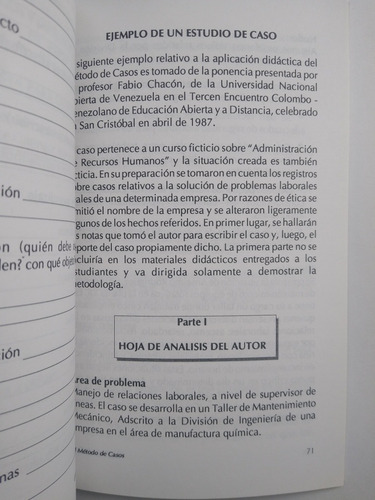 cto
ión
n (quién debe
len? con qué obje
ión
nas
EJEMPLO DE UN ESTUDIO DE CASO
siguiente ejemplo relativo a la aplicación didáctica del
étodo de Casos es tomado de la ponencia presentada por
profesor Fabio Chacón, de la Universidad Nacional
bierta de Venezuela en el Tercen Encuentro Colombo -
enezolano de Educación Abierta y a Distancia, celebrado
San Cristóbal en abril de 1987.
caso pertenece a un curso ficticio sobre "Administración
e Recursos Humanos" y la situación creada es también
cticia. En su preparación se tomaron en cuenta los registros
bre casos relativos a la solución de problemas laborales
ales de una determinada empresa. Por razones de ética se
mitió el nombre de la empresa y se alteraron ligeramente
gunos de los hechos referidos. En primer lugar, se hallarán
s notas que tomó el autor para escribir el caso y, luego, el
porte del caso propiamente dicho. La primera parte no se
cluiría en los materiales didácticos entregados a los
studiantes y va dirigida solamente a demostrar la
etodología.
Parte I
HOJA DE ANALISIS DEL AUTOR
rea de problema
anejo de relaciones laborales, a nivel de supervisor de
neas. El caso se desarrolla en un Taller de Mantenimiento
ecánico, Adscrito a la División de Ingeniería de una
mpresa en el área de manufactura química.
l Método de Casos
71